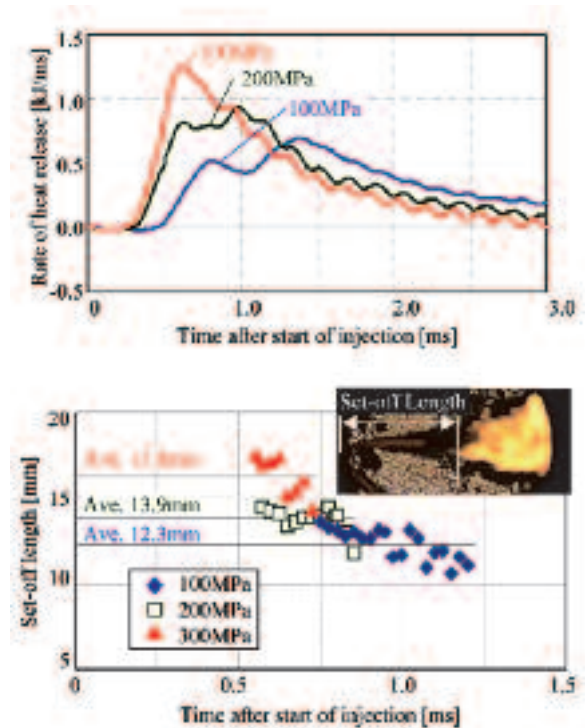 1.5
1.0
0.5
0.0
-0.5
Rate of heat release [kJ/ms]
200MPa
100MPa
0
1.0
2.0
3.0
Time after start of injection [ms]
20
15
10
5
Set-off length [mm]
Set-off Length
Ave.
Ave. 13.9mm
Ave. 12.3mm
100MPa
200MPa
300MPa
0
0.5
1.0
1.5
Time after start of injection [ms]